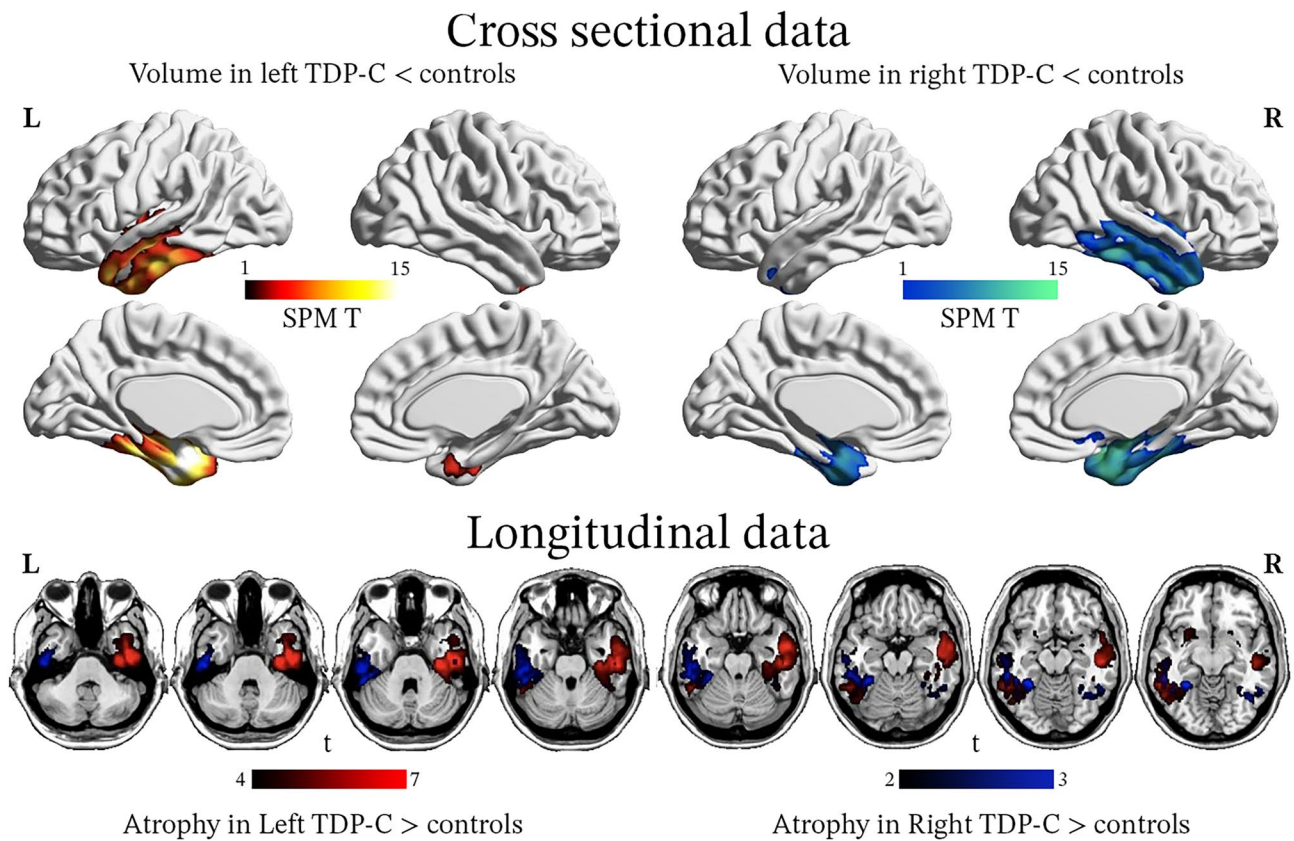 Cross sectional data
Volume in left TDP-C < controls
Volume in right TDP-C < controls
L
R
1 15
SPM T
1 15
SPM T
Longitudinal data
L
R
t
4 7
t
2 3
Atrophy in Left TDP-C > controls
Atrophy in Right TDP-C > controls